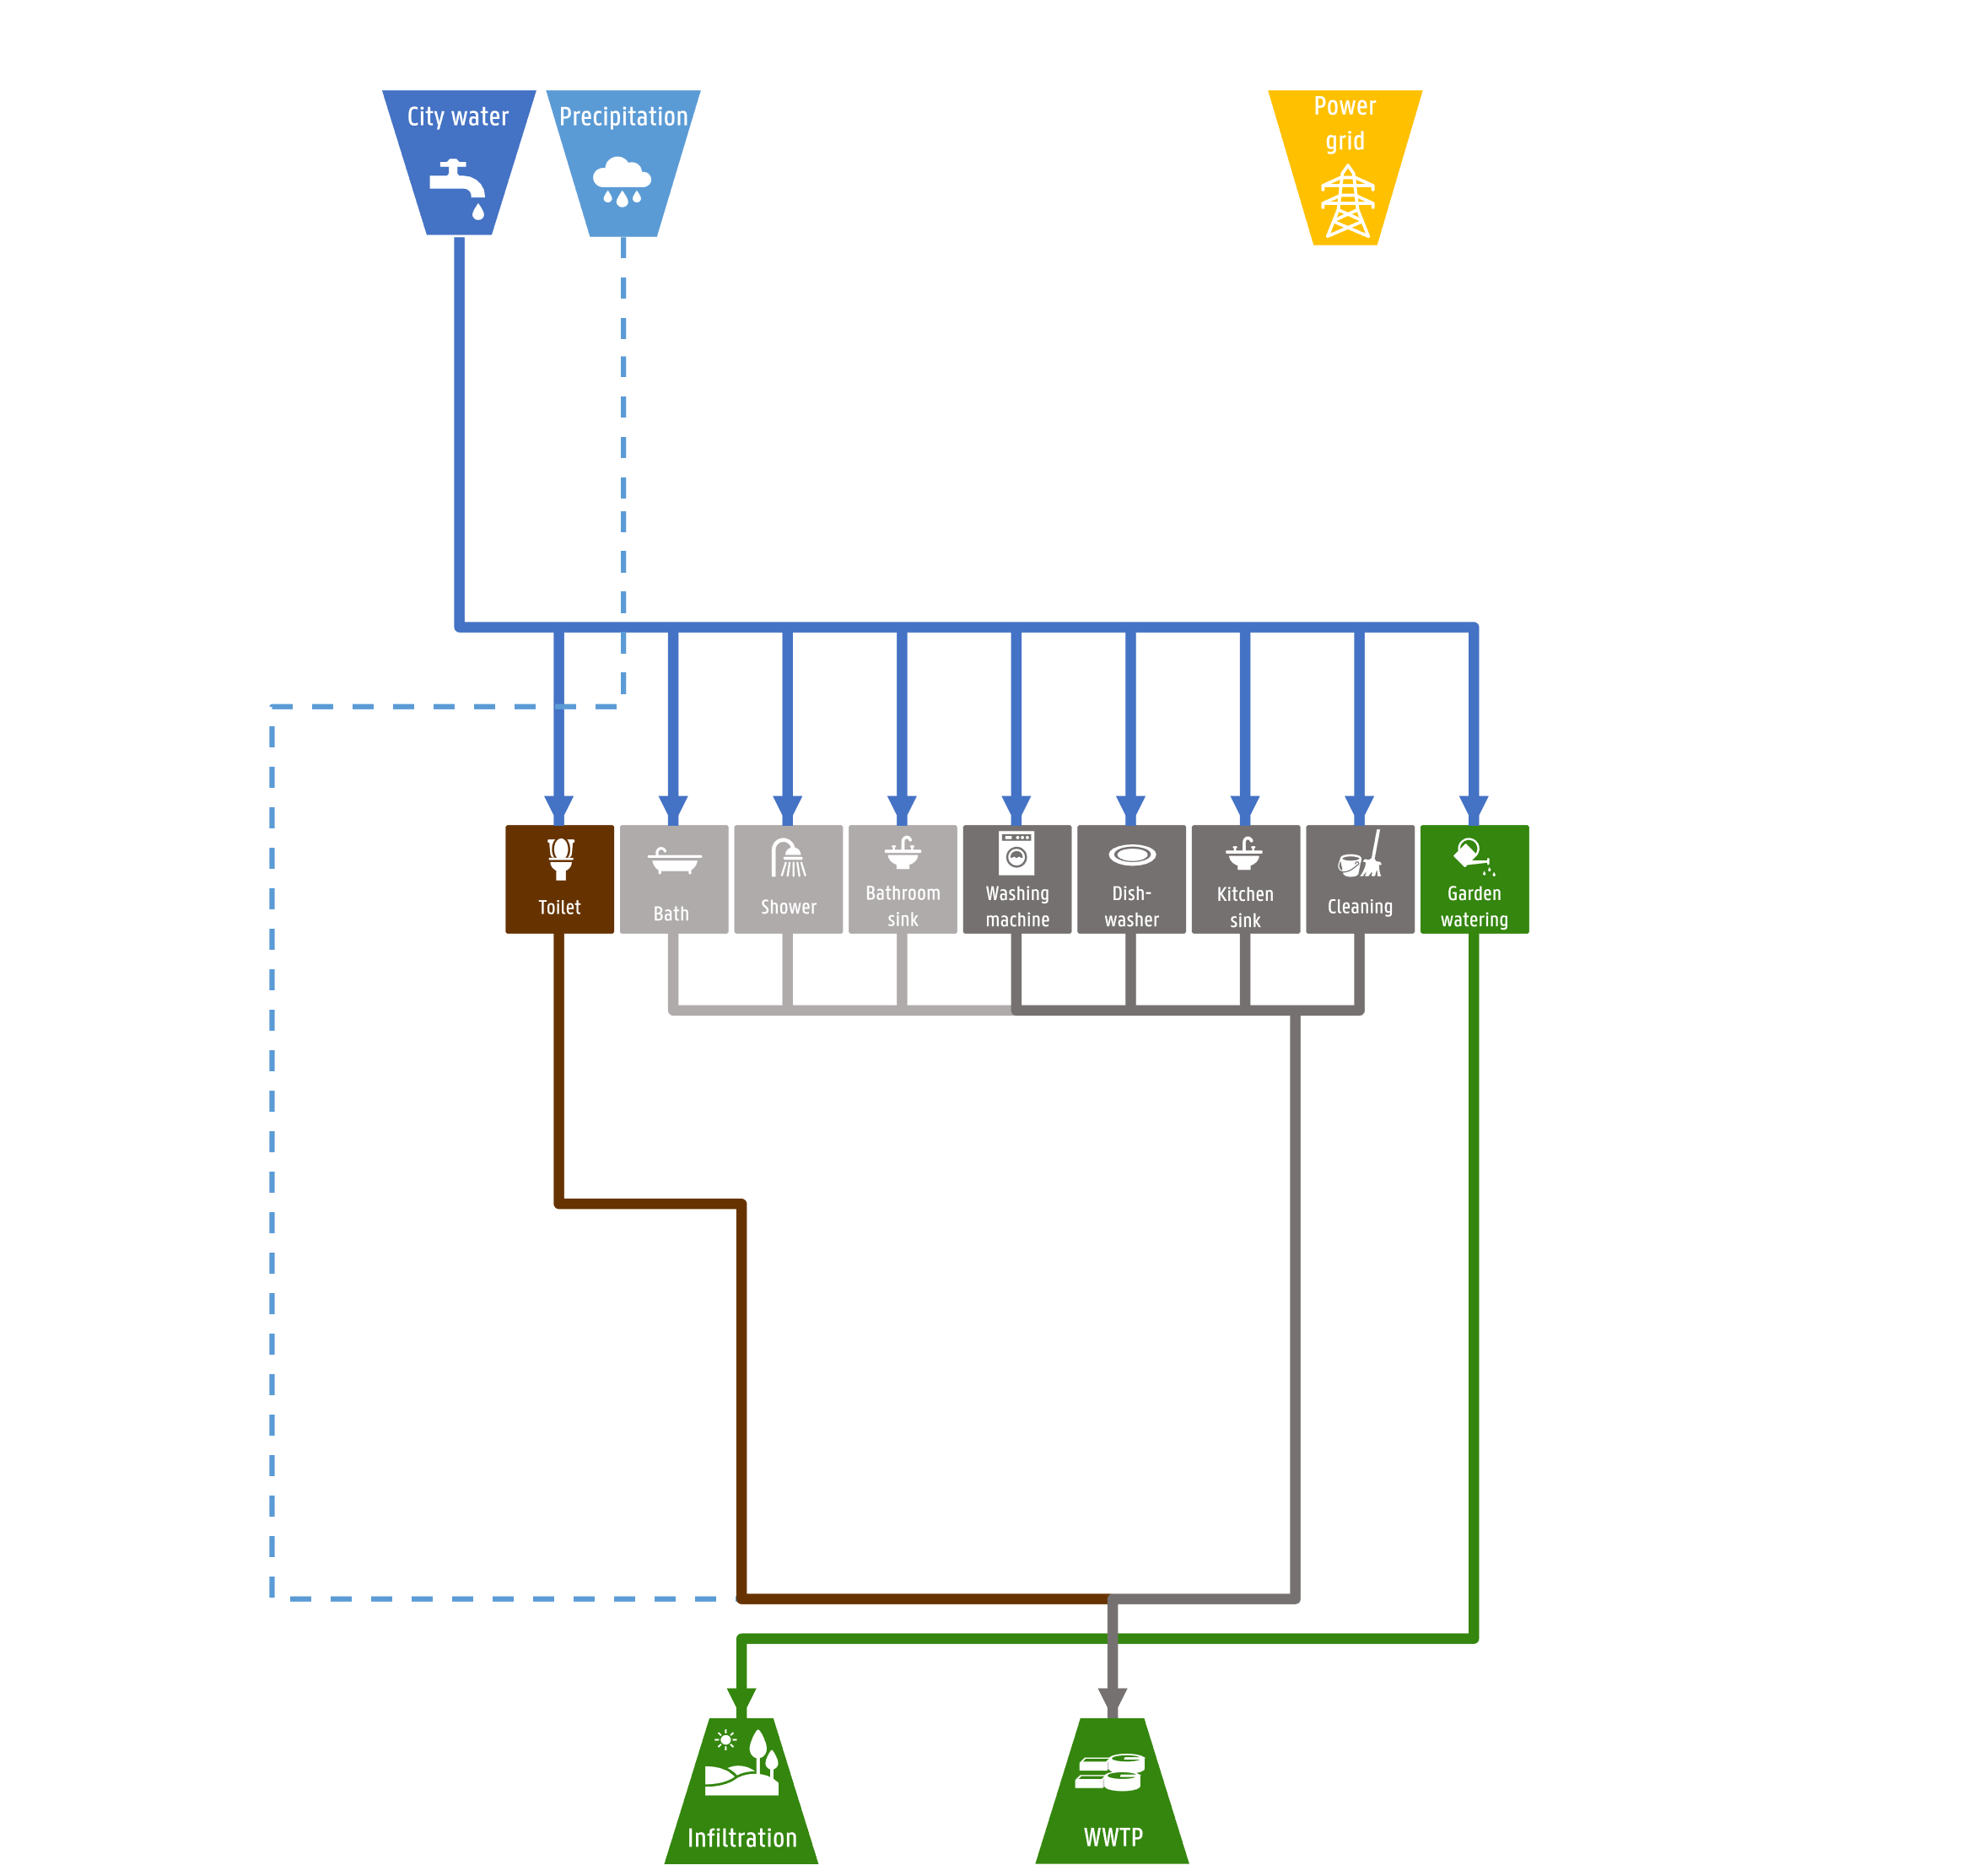 City water
Precipitation
Power
grid
Toilet
Bath
Shower
Bathroom
sink
Washing
machine
Dish-
washer
Kitchen
sink
Cleaning
Garden
watering
Infiltration
WWTP